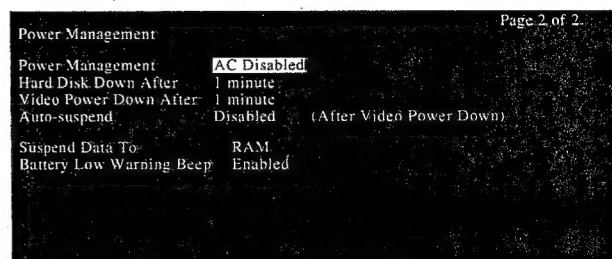 Page 2 of 2
Power Management
Power Management AC Disabled
Hard Disk Down After 1 minute
Video Power Down After 1 minute
Auto-suspend Disabled (After Video Power Down)
Suspend Data To RAM
Battery Low Warning Beep Enabled